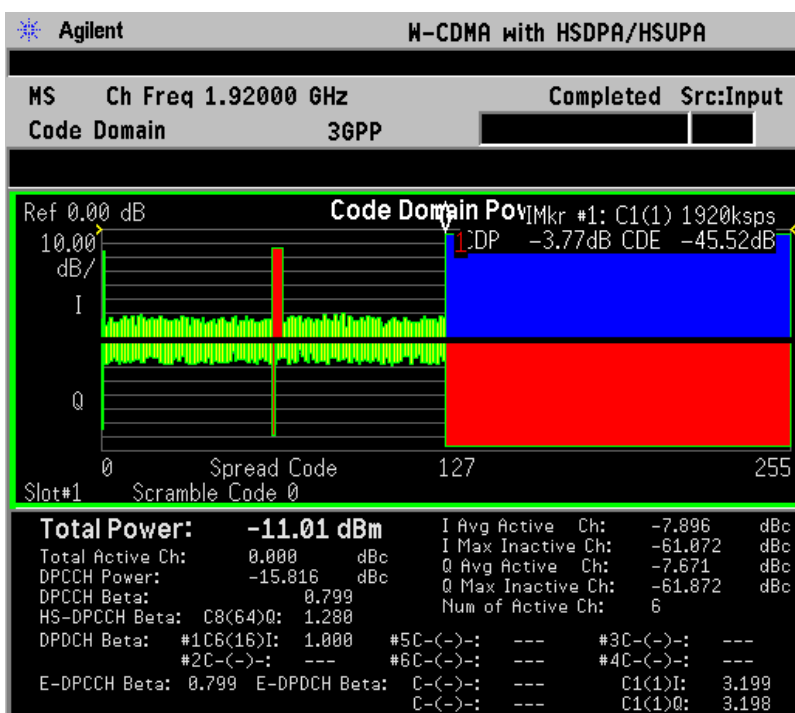 Agilent W-CDMA with HSDPA/HSUPA
MS Ch Freq 1.92000 GHz Completed Src:Input
Code Domain 3GPP
Ref 0.00 dB Code Domain Pow IMkr #1: C1(1) 1920ksps
10.00 1 CDP -3.77dB CDE -45.52dB
dB/
I
Q
0 Spread Code 127 255
Slot#1 Scramble Code 0
Total Power: -11.01 dBm I Avg Active Ch: -7.896 dBc
I Max Inactive Ch: -61.072 dBc
Total Active Ch: 0.000 dBc Q Avg Active Ch: -7.671 dBc
DPCCH Power: -15.816 dBc Q Max Inactive Ch: -61.872 dBc
DPCCH Beta: 0.799 Num of Active Ch: 6
HS-DPCCH Beta: C8(64)Q: 1.280
DPDCH Beta: #1C6(16)I: 1.000 #5C-(-)-: --- #3C-(-)-: ---
#2C-(-)-: --- #6C-(-)-: --- #4C-(-)-: ---
E-DPCCH Beta: 0.799 E-DPDCH Beta: C-(-)-: --- C1(1)I: 3.199
C-(-)-: --- C1(1)Q: 3.198